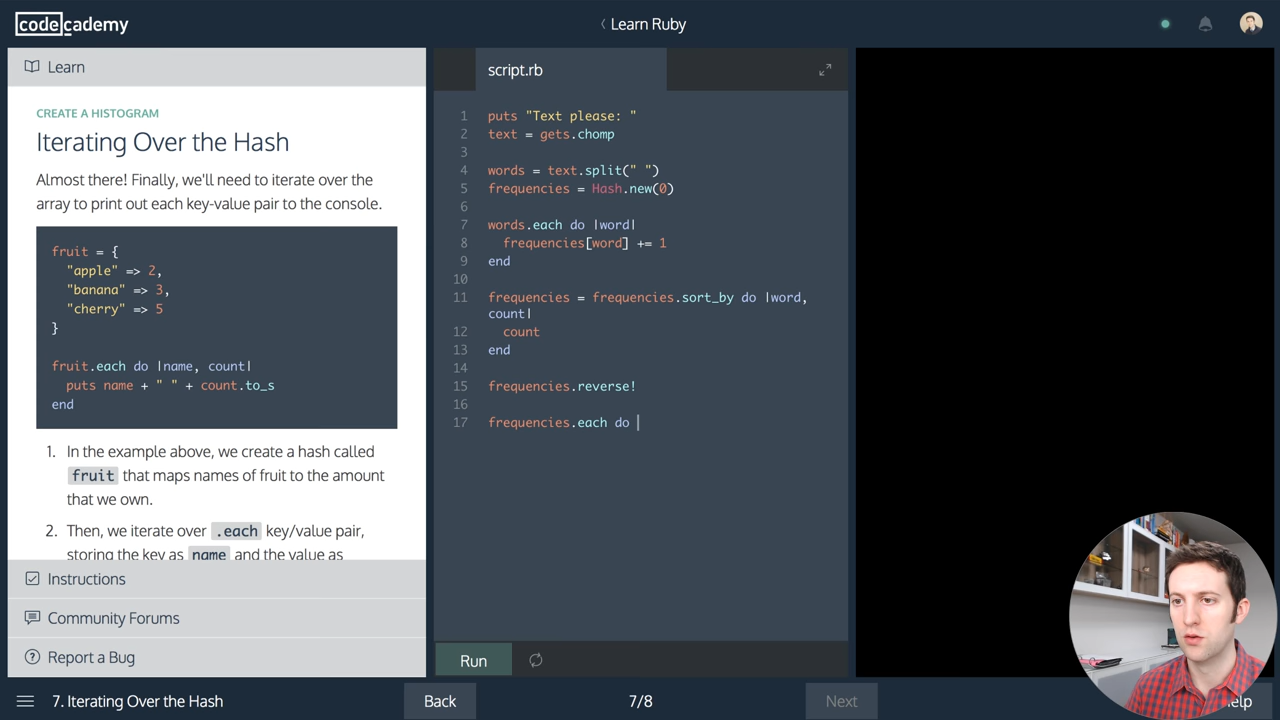 codecademy
Learn Ruby
Learn
CREATE A HISTOGRAM
Iterating Over the Hash
Almost there! Finally, we'll need to iterate over the
array to print out each key-value pair to the console.
fruit = {
"apple" => 2,
"banana" => 3,
"cherry" => 5
}
fruit.each do |name, count|
puts name + " " + count.to_s
end
1. In the example above, we create a hash called
fruit that maps names of fruit to the amount
that we own.
2. Then, we iterate over .each key/value pair,
storing the key as name and the value as
Instructions
Community Forums
Report a Bug
script.rb
1 puts "Text please: "
2 text = gets.chomp
3
4 words = text.split(" ")
5 frequencies = Hash.new(0)
6
7 words.each do |word|
8 frequencies[word] += 1
9 end
10
11 frequencies = frequencies.sort_by do |word,
count|
12 count
13 end
14
15 frequencies.reverse!
16
17 frequencies.each do
Run
7. Iterating Over the Hash
Back
7/8
Next
elp